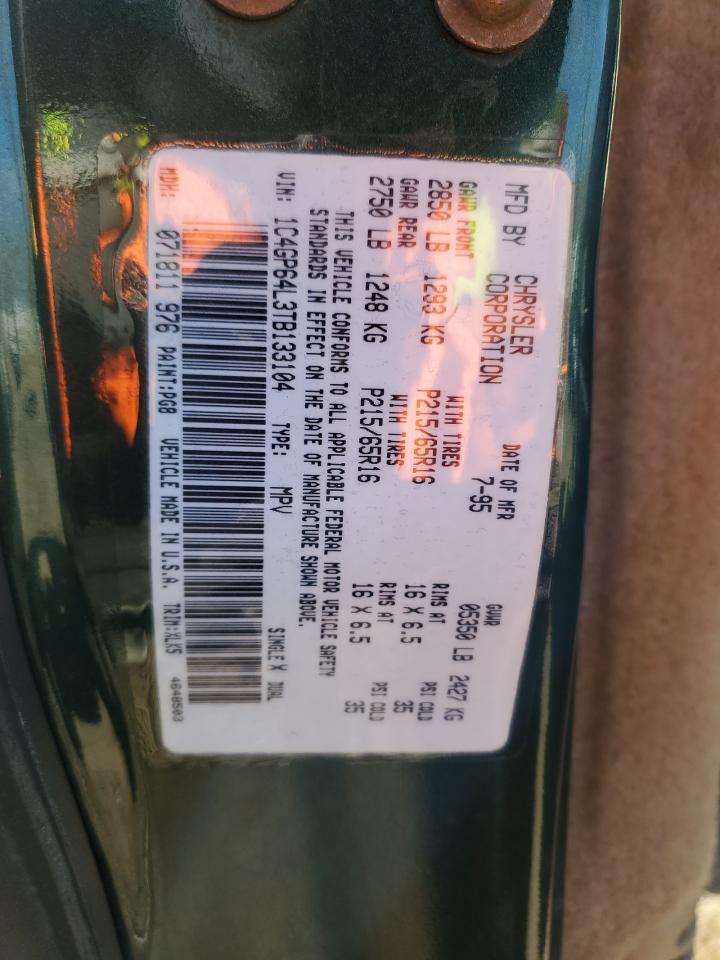 MFD BY CHRYSLER CORPORATION DATE OF MFR 7-95 GVWR 05350 LB 2427 KG
GAWR FRONT WITH TIRES RIMS AT PSI COLD
2850 LB 1293 KG P215/65R16 16 X 6.5 35
GAWR REAR WITH TIRES RIMS AT PSI COLD
2750 LB 1248 KG P215/65R16 16 X 6.5 35
THIS VEHICLE CONFORMS TO ALL APPLICABLE FEDERAL MOTOR VEHICLE SAFETY
STANDARDS IN EFFECT ON THE DATE OF MANUFACTURE SHOWN ABOVE.
VIN: 1C4GP64L3TB133104 TYPE: MPV SINGLE X DUAL
MDH: 071811 976 PAINT:PG8 VEHICLE MADE IN U.S.A. TRIM:XLK5 4648503